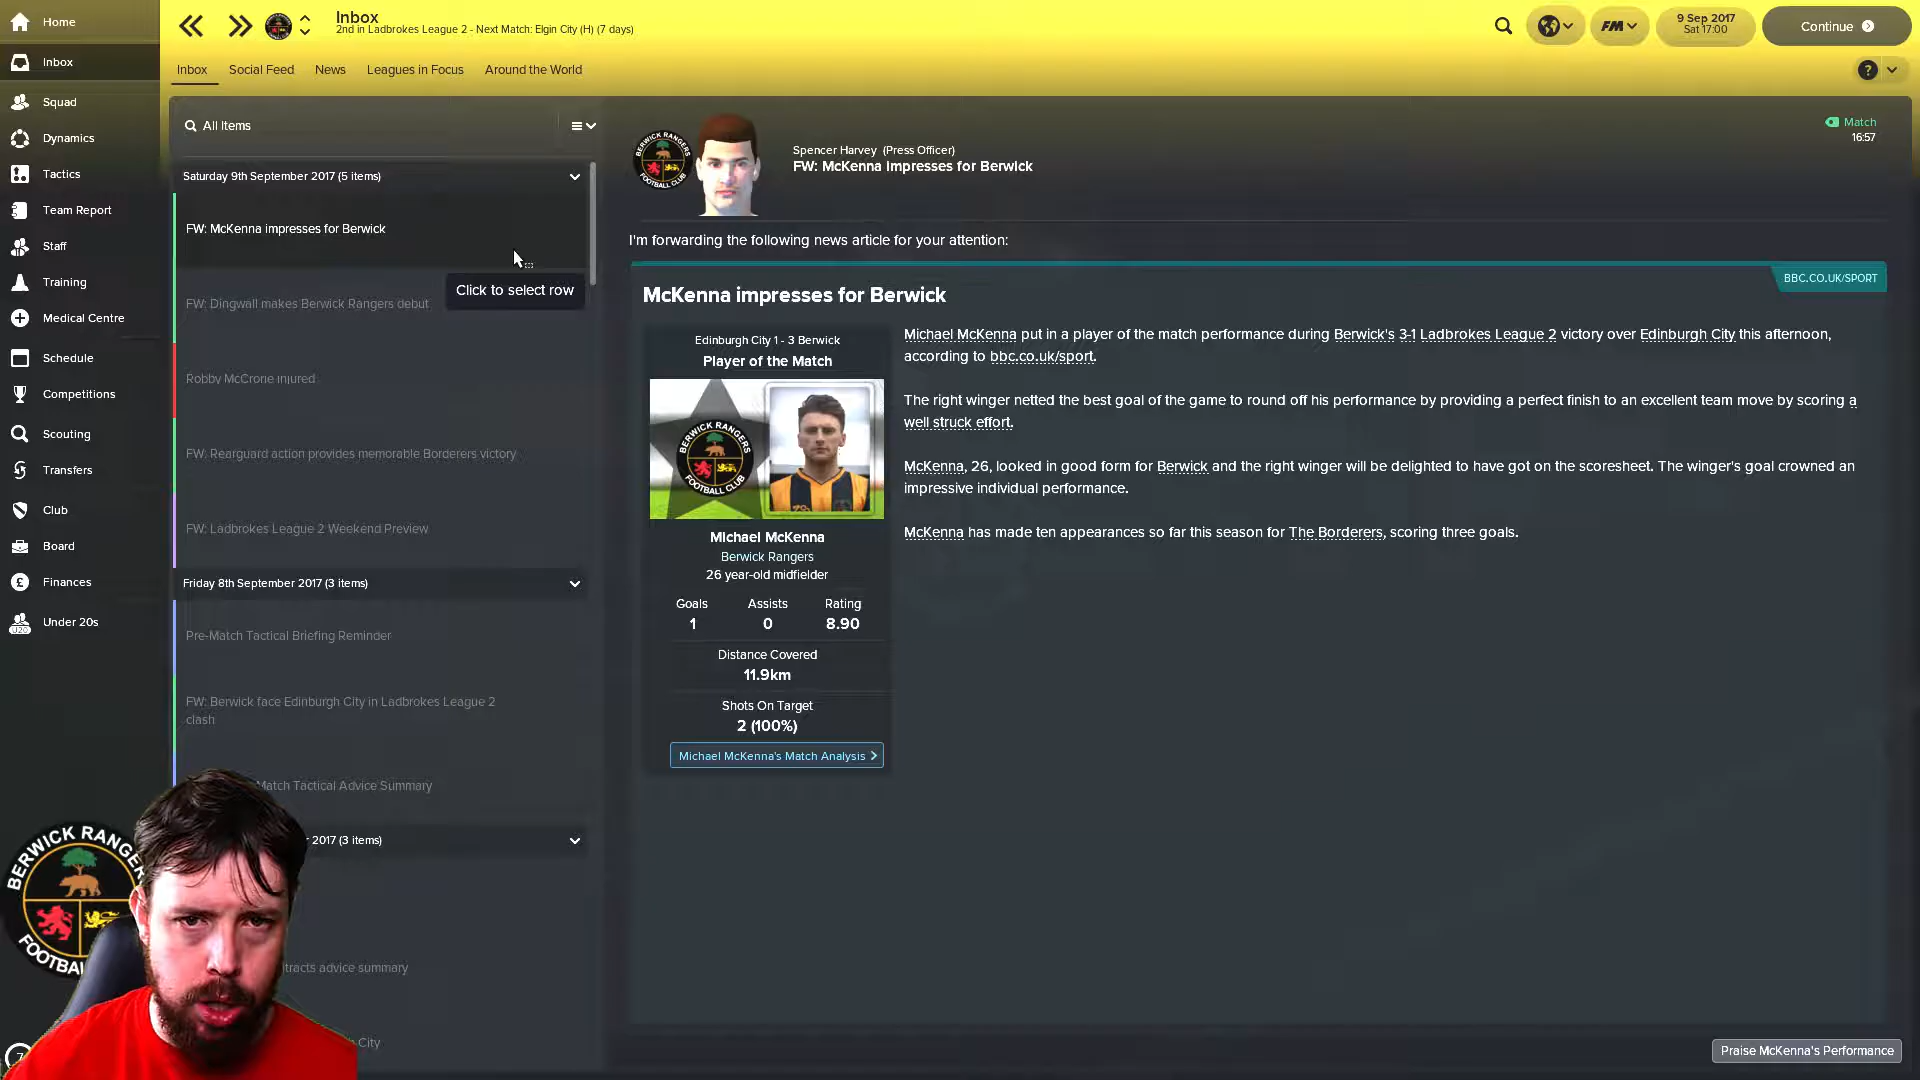 Home
Inbox
Squad
Dynamics
Tactics
Team Report
Staff
Training
Medical Centre
Schedule
Competitions
Scouting
Transfers
Club
Board
Finances
Under 20s
Inbox
2nd in Ladbrokes League 2 - Next Match: Elgin City (H) (7 days)
FM
9 Sep 2017
Sat 17:00
Continue
Inbox Social Feed News Leagues in Focus Around the World
?
All Items
Saturday 9th September 2017 (5 items)
FW: McKenna impresses for Berwick
Click to select row
FW: Dingwall makes Berwick Rangers debut
Robby McCrorie injured
FW: Rearguard action provides memorable Borderers victory
FW: Ladbrokes League 2 Weekend Preview
Friday 8th September 2017 (3 items)
Pre-Match Tactical Briefing Reminder
FW: Berwick face Edinburgh City in Ladbrokes League 2
clash
Match Tactical Advice Summary
2017 (3 items)
advice summary
City
BERWICK RANGERS
FOOTBALL CLUB
Spencer Harvey (Press Officer)
FW: McKenna impresses for Berwick
Match
16:57
I'm forwarding the following news article for your attention:
BBC.CO.UK/SPORT
McKenna impresses for Berwick
Edinburgh City 1 - 3 Berwick
Player of the Match
BERWICK RANGERS
FOOTBALL CLUB
Michael McKenna
Berwick Rangers
26 year-old midfielder
Goals Assists Rating
1 0 8.90
Distance Covered
11.9km
Shots On Target
2 (100%)
Michael McKenna's Match Analysis
Michael McKenna put in a player of the match performance during Berwick's 3-1 Ladbrokes League 2 victory over Edinburgh City this afternoon,
according to bbc.co.uk/sport.
The right winger netted the best goal of the game to round off his performance by providing a perfect finish to an excellent team move by scoring a
well struck effort.
McKenna, 26, looked in good form for Berwick and the right winger will be delighted to have got on the scoresheet. The winger's goal crowned an
impressive individual performance.
McKenna has made ten appearances so far this season for The Borderers, scoring three goals.
Praise McKenna's Performance
BERWICK RANGERS